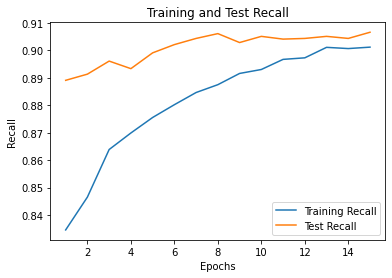 Training and Test Recall
0.91
0.90
0.89
0.88
0.87
0.86
0.85
0.84
Recall
Training Recall
Test Recall
2 4 6 8 10 12 14
Epochs